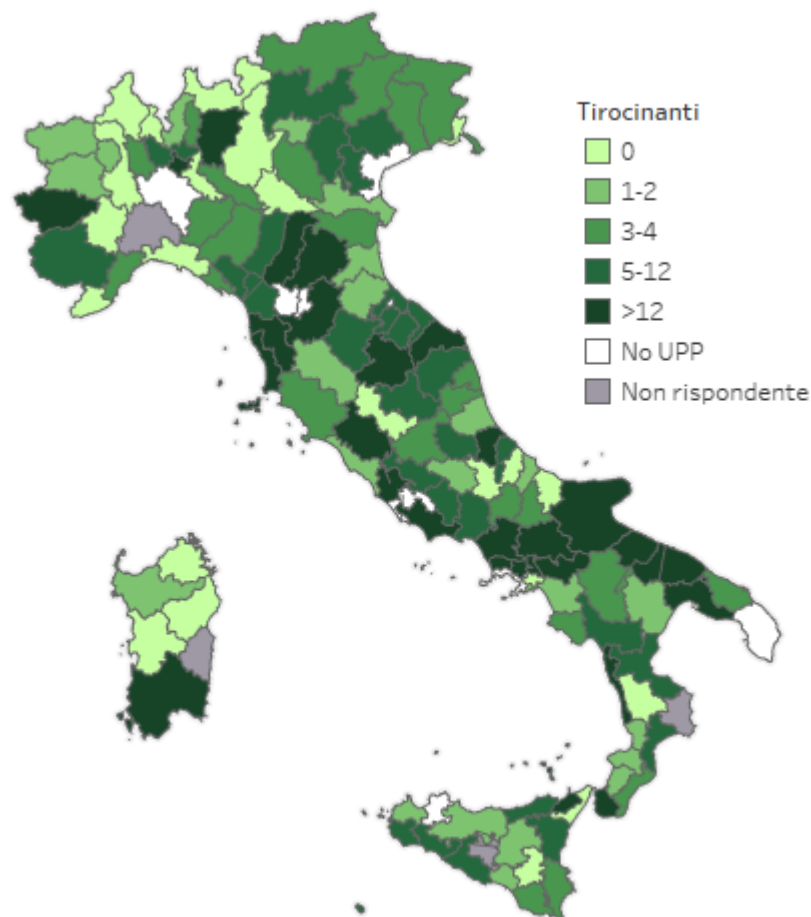 Tirocinanti
0
1-2
3-4
5-12
>12
No UPP
Non rispondente